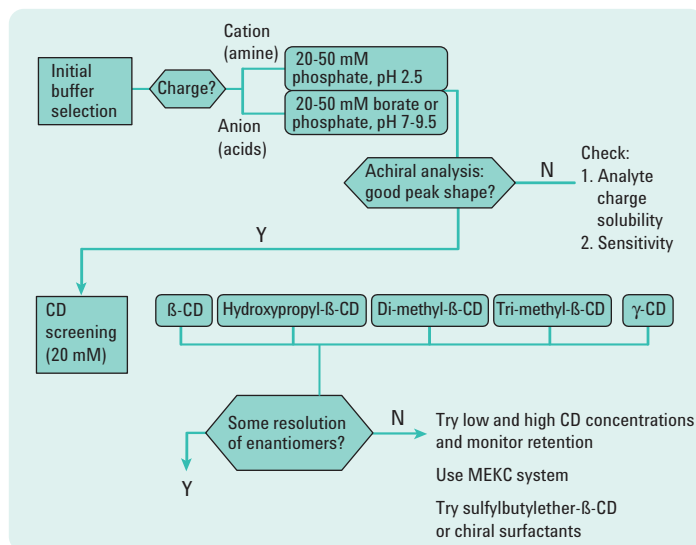 Cation
(amine)
Initial
buffer
selection
Charge?
20-50 mM
phosphate, pH 2.5
20-50 mM borate or
phosphate, pH 7-9.5
Anion
(acids)
Achiral analysis:
good peak shape?
N
Check:
1. Analyte
charge
solubility
2. Sensitivity
Y
CD
screening
(20 mM)
ß-CD
Hydroxypropyl-ß-CD
Di-methyl-ß-CD
Tri-methyl-ß-CD
γ-CD
Some resolution
of enantiomers?
N
Try low and high CD concentrations
and monitor retention
Use MEKC system
Try sulfylbutylether-ß-CD
or chiral surfactants
Y